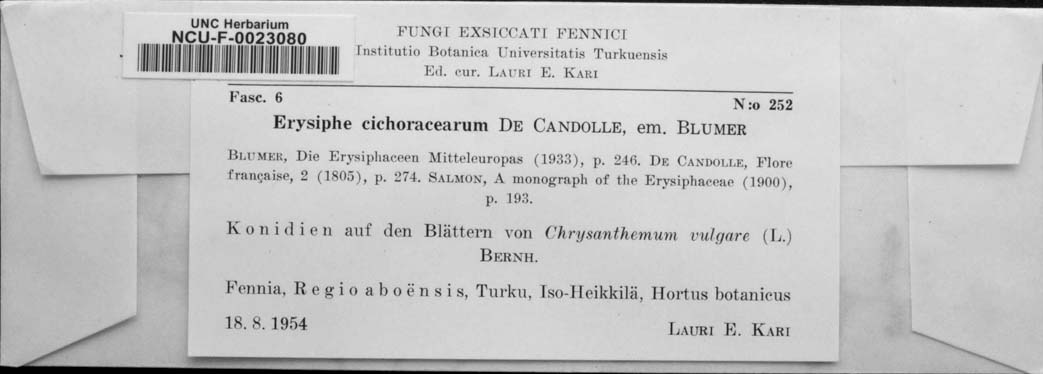 UNC Herbarium
NCU-F-0023080
FUNGI EXSICCATI FENNICI
Institutio Botanica Universitatis Turkuensis
Ed. cur. LAURI E. KARI
Fasc. 6 N:o 252
Erysiphe cichoracearum DE CANDOLLE, em. BLUMER
BLUMER, Die Erysiphaceen Mitteleuropas (1933), p. 246. DE CANDOLLE, Flore
française, 2 (1805), p. 274. SALMON, A monograph of the Erysiphaceae (1900),
p. 193.
Konidien auf den Blättern von Chrysanthemum vulgare (L.)
BERNH.
Fennia, Regio aboënsis, Turku, Iso-Heikkilä, Hortus botanicus
18. 8. 1954 LAURI E. KARI